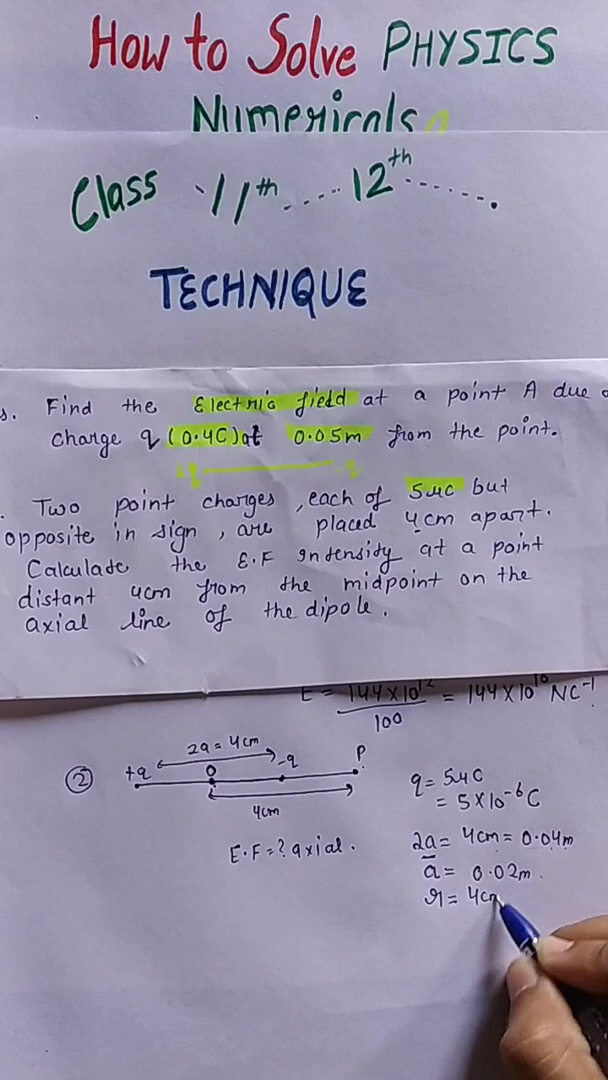 How to Solve PHYSICS
Numericals
Class 11th .... 12th .......
TECHNIQUE
s. Find the Electric field at a point A due
charge q (0.4C) at 0.05m from the point.
Two point charges, each of 5μc but
opposite in sign, are placed 4cm apart.
Calculate the E.F intensity at a point
distant 4cm from the midpoint on the
axial line of the dipole.
E = 144×10¹² / 100 = 144×10¹⁰ NC⁻¹
2a = 4cm
② +q O -q P
4cm
E.F=? axial.
q = 5μC
= 5×10⁻⁶C
2a = 4cm = 0.04m
a = 0.02m.
r = 4cm